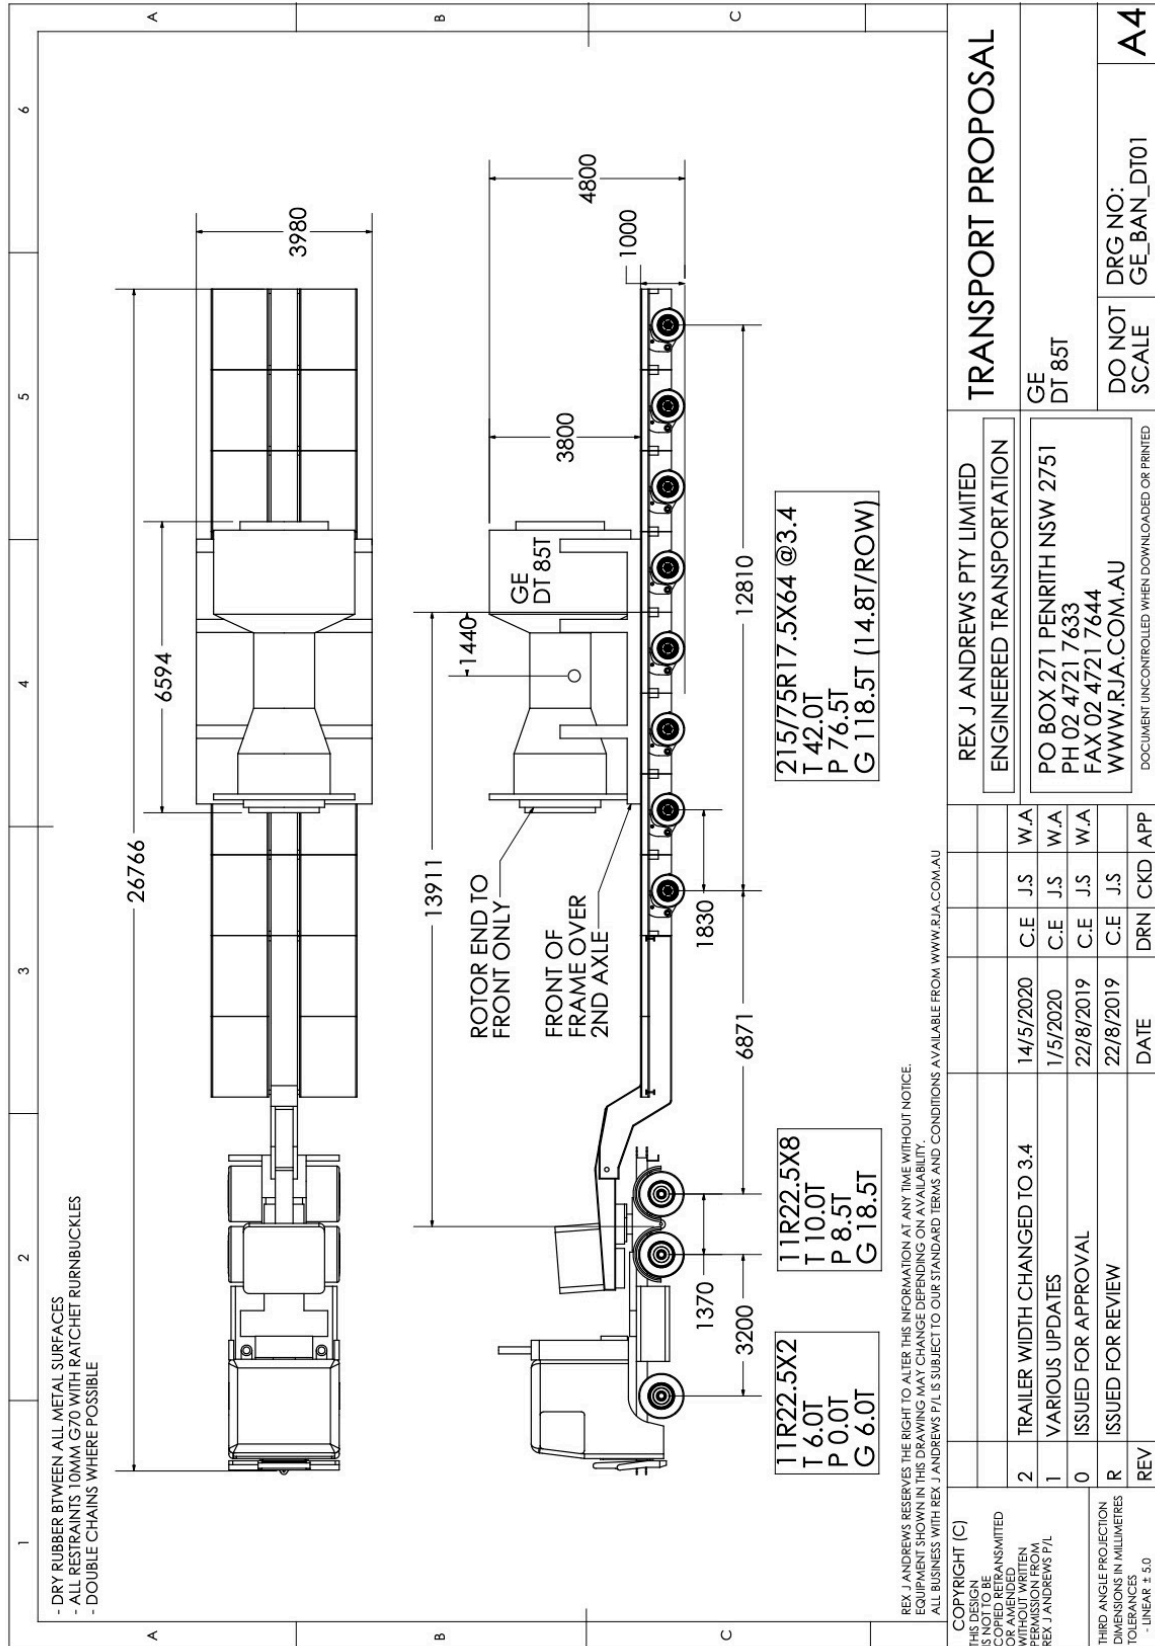 1
2
3
4
5
6
A
B
C
A
B
C
- DRY RUBBER BTWEEN ALL METAL SURFACES
- ALL RESTRAINTS 10MM G70 WITH RATCHET RURNBUCKLES
- DOUBLE CHAINS WHERE POSSIBLE
26766
6594
3980
13911
1440
3800
4800
1000
GE
DT 85T
ROTOR END TO
FRONT ONLY
FRONT OF
FRAME OVER
2ND AXLE
3200
1370
6871
1830
12810
11R22.5X2
T 6.0T
P 0.0T
G 6.0T
11R22.5X8
T 10.0T
P 8.5T
G 18.5T
215/75R17.5X64 @3.4
T 42.0T
P 76.5T
G 118.5T (14.8T/ROW)
REX J ANDREWS RESERVES THE RIGHT TO ALTER THIS INFORMATION AT ANY TIME WITHOUT NOTICE.
EQUIPMENT SHOWN IN THIS DRAWING MAY CHANGE DEPENDING ON AVAILABILITY.
ALL BUSINESS WITH REX J ANDREWS P/L IS SUBJECT TO OUR STANDARD TERMS AND CONDITIONS AVAILABLE FROM WWW.RJA.COM.AU
COPYRIGHT (C)
THIS DESIGN
IS NOT TO BE
COPIED RETRANSMITTED
OR AMENDED
WITHOUT WRITTEN
PERMISSION FROM
REX J ANDREWS P/L
THIRD ANGLE PROJECTION
DIMENSIONS IN MILLIMETRES
TOLERANCES
- LINEAR ± 5.0
2 TRAILER WIDTH CHANGED TO 3.4 14/5/2020 C.E J.S W.A
1 VARIOUS UPDATES 1/5/2020 C.E J.S W.A
0 ISSUED FOR APPROVAL 22/8/2019 C.E J.S W.A
R ISSUED FOR REVIEW 22/8/2019 C.E J.S
REV DATE DRN CKD APP
REX J ANDREWS PTY LIMITED
ENGINEERED TRANSPORTATION
PO BOX 271 PENRITH NSW 2751
PH 02 4721 7633
FAX 02 4721 7644
WWW.RJA.COM.AU
DOCUMENT UNCONTROLLED WHEN DOWNLOADED OR PRINTED
TRANSPORT PROPOSAL
GE
DT 85T
DO NOT
SCALE
DRG NO:
GE_BAN_DT01
A4